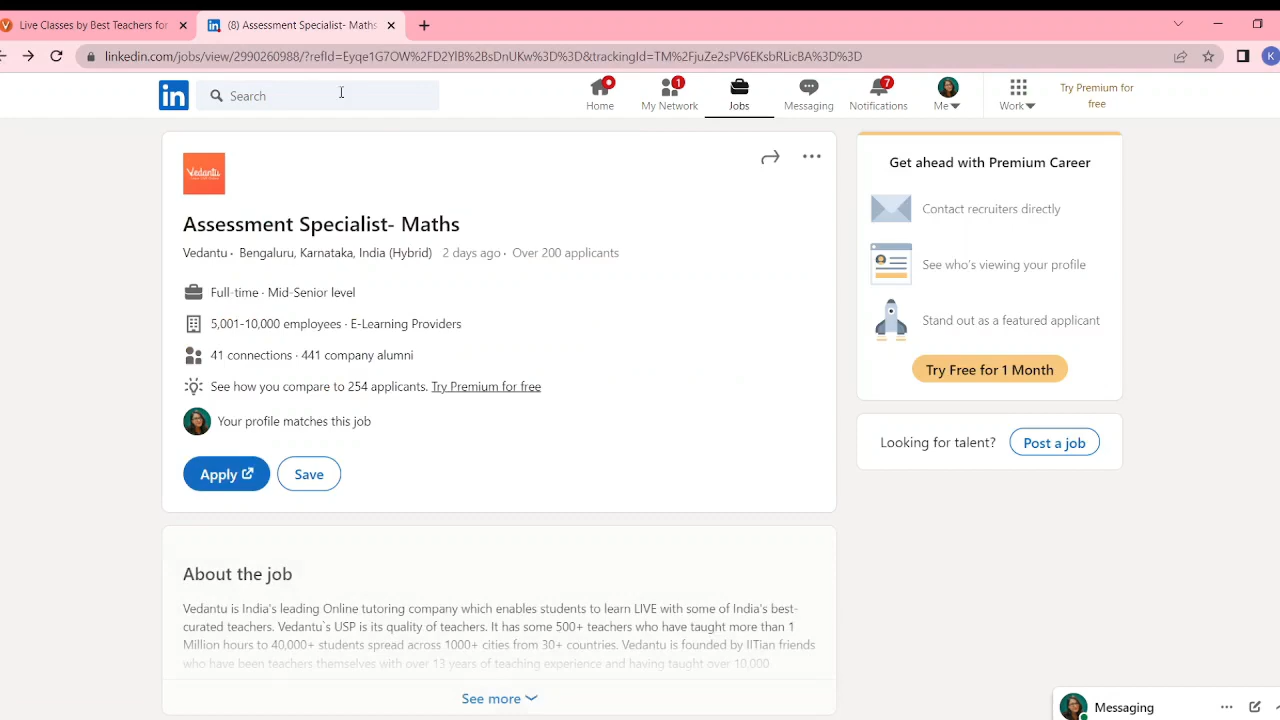 Live Classes by Best Teachers for
(8) Assessment Specialist- Maths
linkedin.com/jobs/view/2990260988/?refId=Eyqe1G7OW%2FD2YlB%2BsDnUKw%3D%3D&trackingId=TM%2FjuZe2sPV6EKsbRLicBA%3D%3D
K
in
Search
Home
1
My Network
Jobs
Messaging
7
Notifications
Me
Work
Try Premium for
free
Vedantu
Assessment Specialist- Maths
Vedantu · Bengaluru, Karnataka, India (Hybrid) 2 days ago · Over 200 applicants
Full-time · Mid-Senior level
5,001-10,000 employees · E-Learning Providers
41 connections · 441 company alumni
See how you compare to 254 applicants. Try Premium for free
Your profile matches this job
Apply
Save
Get ahead with Premium Career
Contact recruiters directly
See who's viewing your profile
Stand out as a featured applicant
Try Free for 1 Month
Looking for talent?
Post a job
About the job
Vedantu is India's leading Online tutoring company which enables students to learn LIVE with some of India's best-
curated teachers. Vedantu`s USP is its quality of teachers. It has some 500+ teachers who have taught more than 1
Million hours to 40,000+ students spread across 1000+ cities from 30+ countries. Vedantu is founded by IITian friends
who have been teachers themselves with over 13 years of teaching experience and having taught over 10,000
See more
Messaging